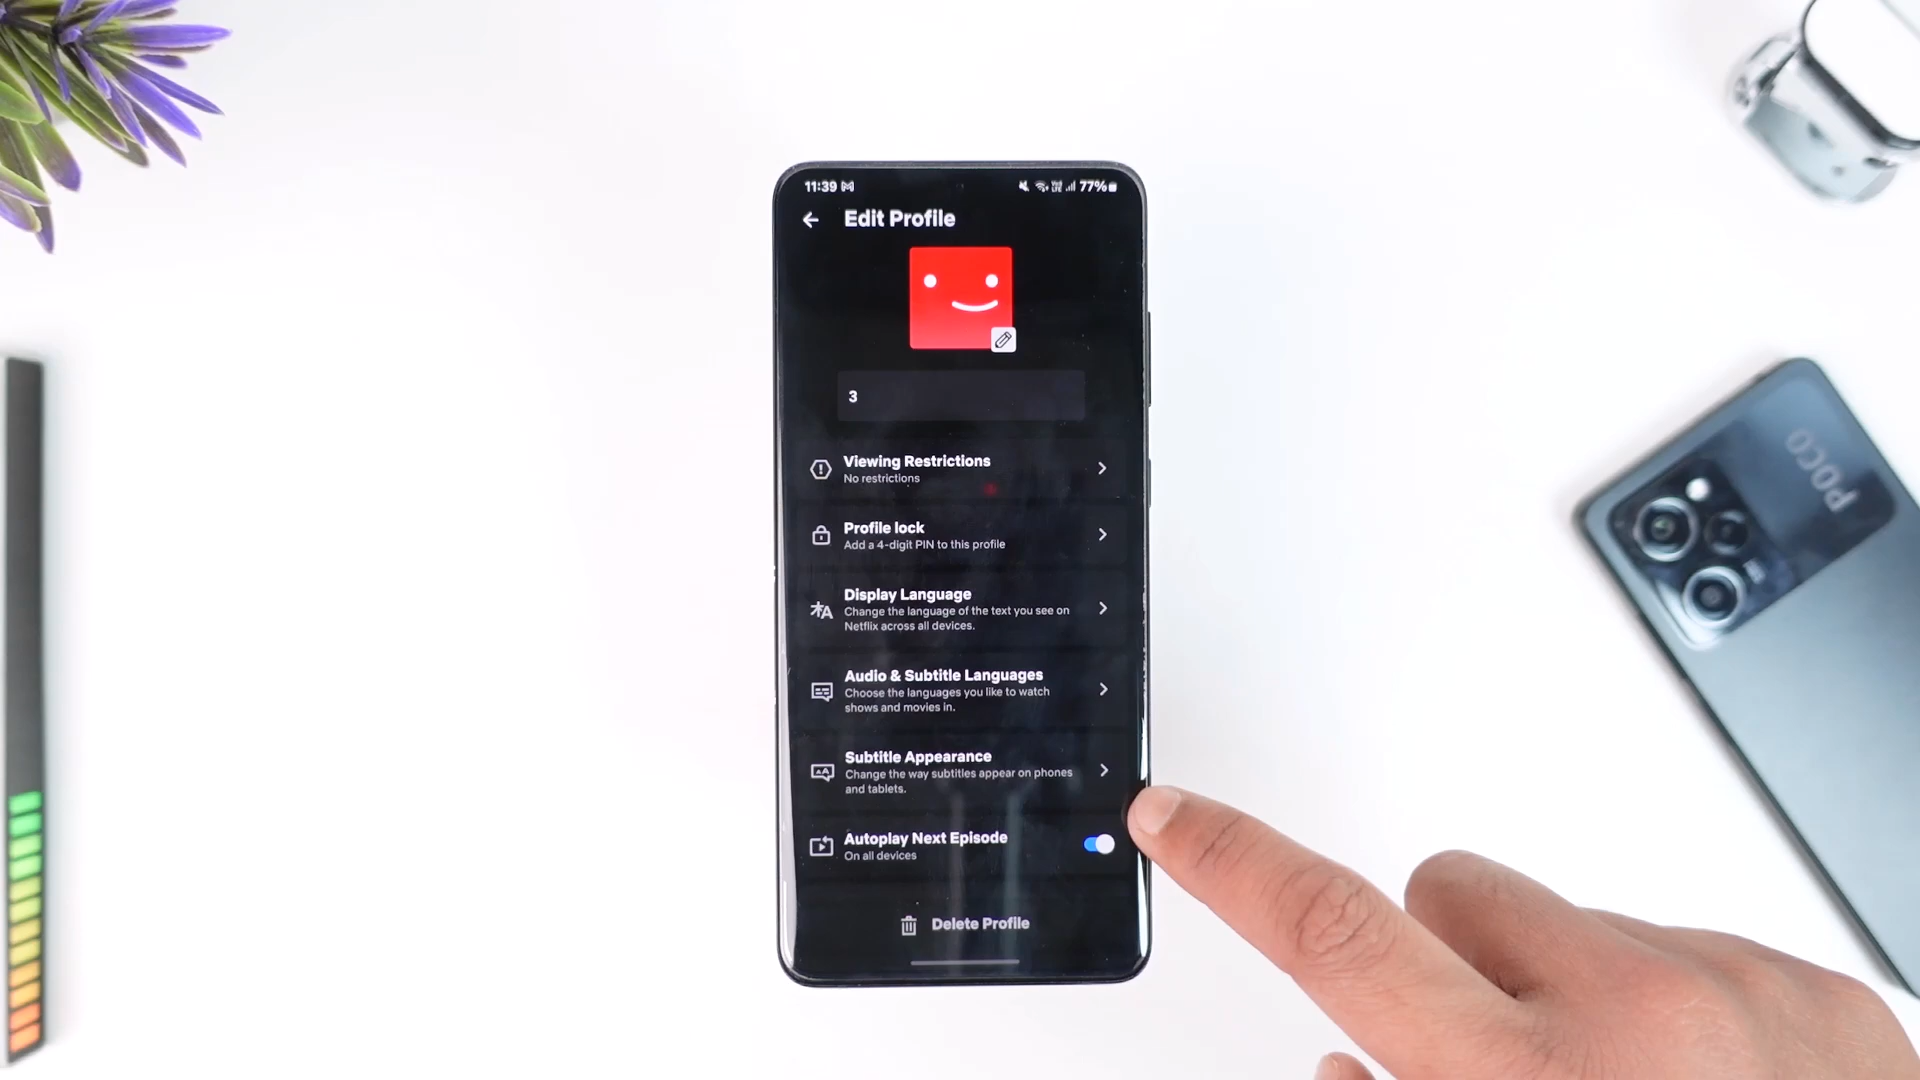 11:39
77%
Edit Profile
3
Viewing Restrictions
No restrictions
Profile lock
Add a 4-digit PIN to this profile
Display Language
Change the language of the text you see on
Netflix across all devices.
Audio & Subtitle Languages
Choose the languages you like to watch
shows and movies in.
Subtitle Appearance
Change the way subtitles appear on phones
and tablets.
Autoplay Next Episode
On all devices
Delete Profile
POCO